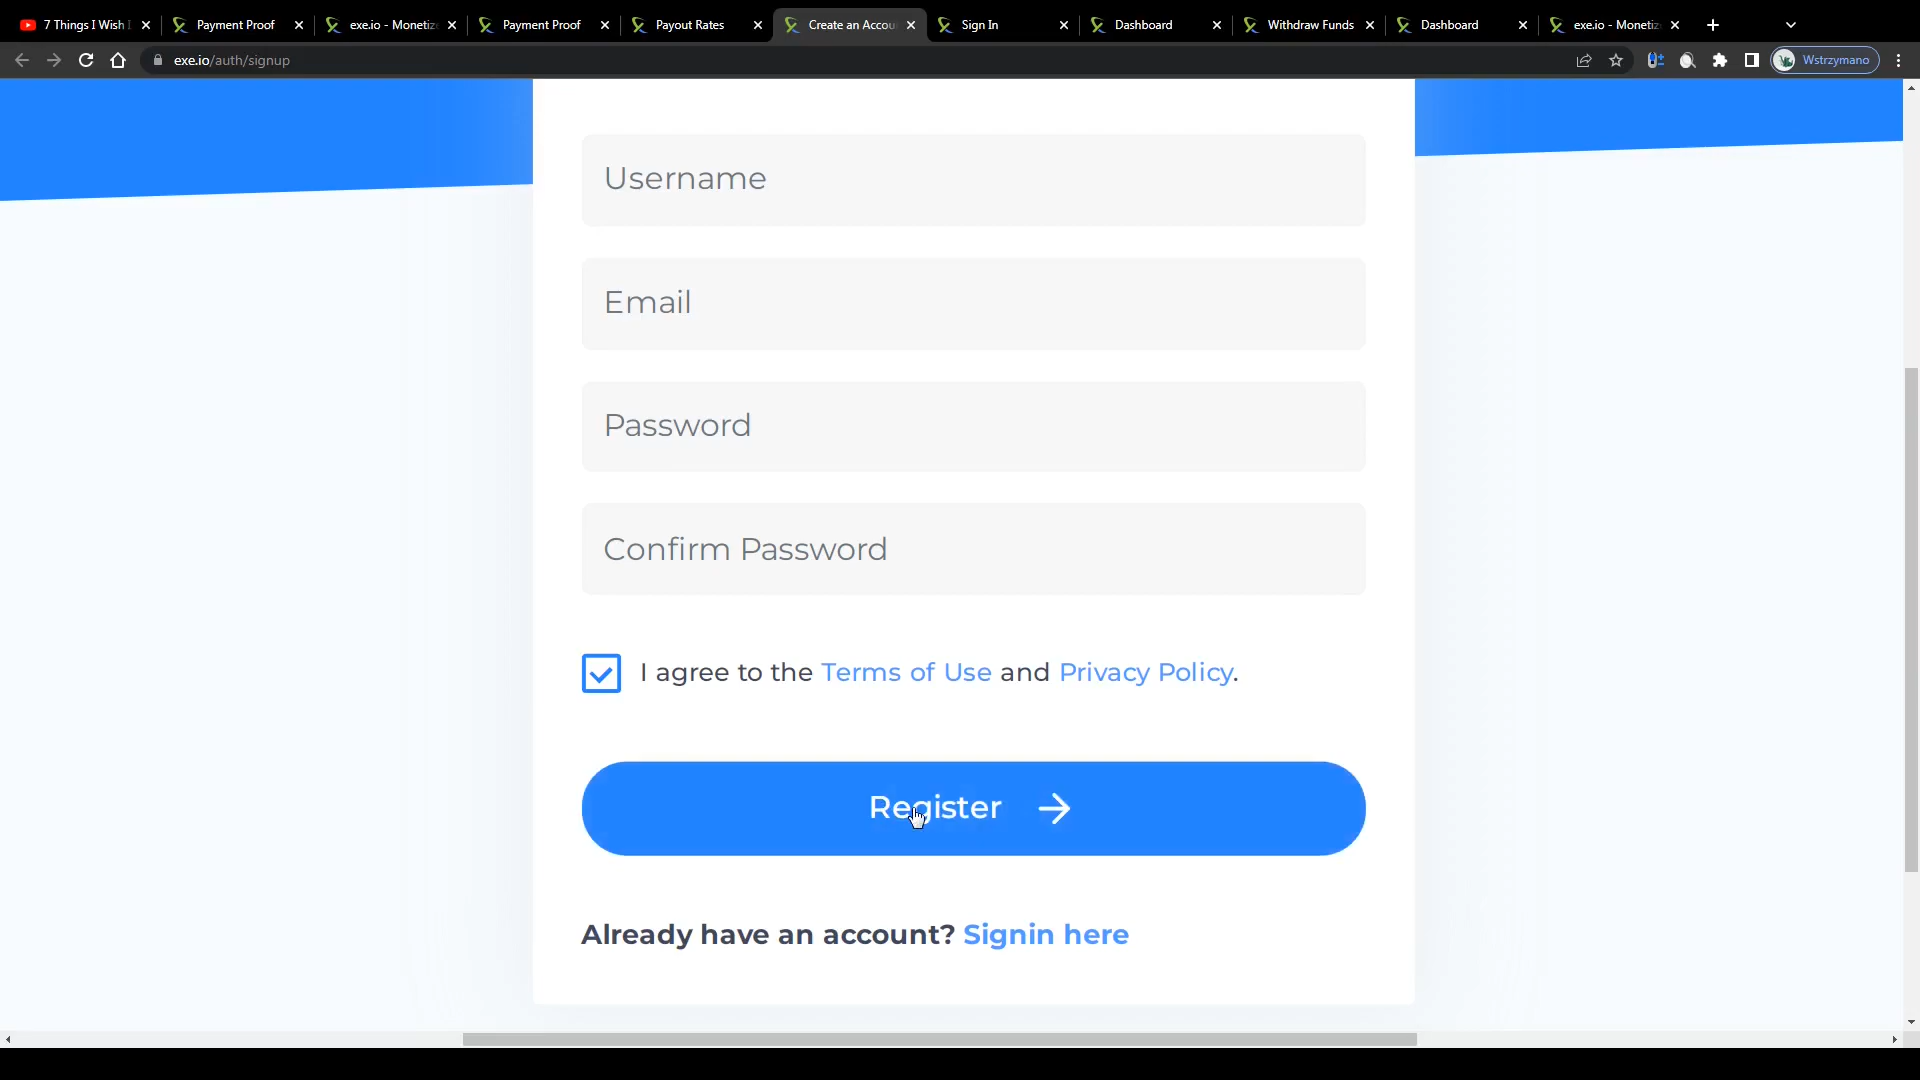 7 Things I Wish I
Payment Proof
exe.io - Monetize
Payment Proof
Payout Rates
Create an Accou
Sign In
Dashboard
Withdraw Funds
Dashboard
exe.io - Monetiz
exe.io/auth/signup
Wstrzymano
Username
Email
Password
Confirm Password
I agree to the Terms of Use and Privacy Policy.
Register
Already have an account? Signin here